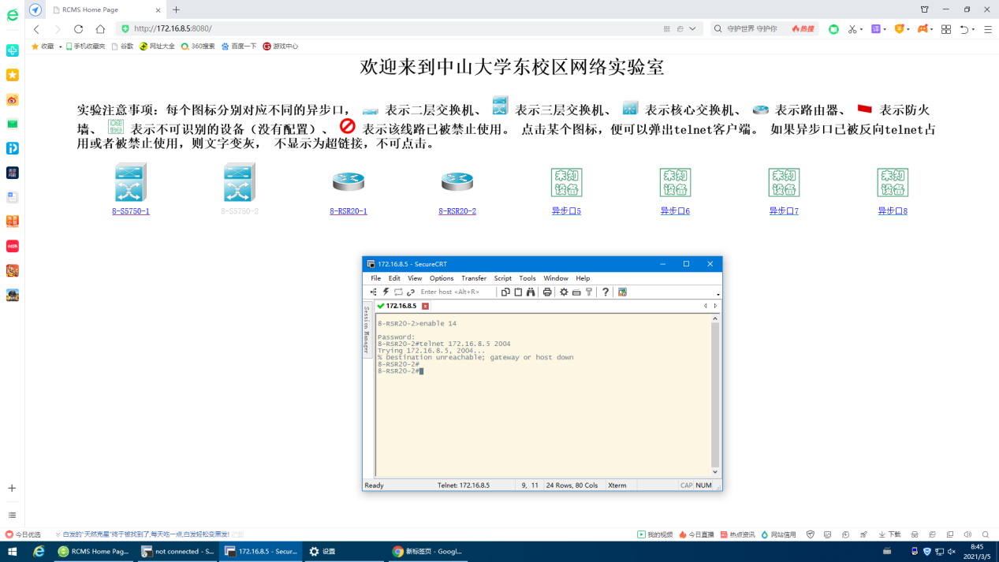 RCMS Home Page
http://172.16.8.5:8080/
守护世界 守护你
热搜
译
收藏
手机收藏夹
谷歌
网址大全
360搜索
百度一下
游戏中心
欢迎来到中山大学东校区网络实验室
实验注意事项: 每个图标分别对应不同的异步口, 表示二层交换机、 表示三层交换机、 表示核心交换机、 表示路由器、 表示防火
墙、 未知设备 表示不可识别的设备 (没有配置)、 表示该线路已被禁止使用。 点击某个图标, 便可以弹出telnet客户端。 如果异步口已被反向telnet占
用或者被禁止使用, 则文字变灰, 不显示为超链接, 不可点击。
未知设备
未知设备
未知设备
未知设备
8-S5750-1
8-S5750-2
8-RSR20-1
8-RSR20-2
异步口5
异步口6
异步口7
异步口8
172.16.8.5 - SecureCRT
File Edit View Options Transfer Script Tools Window Help
Enter host <Alt+R>
Session Manager
172.16.8.5
8-RSR20-2>enable 14
Password:
8-RSR20-2#telnet 172.16.8.5 2004
Trying 172.16.8.5, 2004...
% Destination unreachable; gateway or host down
8-RSR20-2#
8-RSR20-2#
Ready
Telnet: 172.16.8.5
9, 11
24 Rows, 80 Cols
Xterm
CAP NUM
今日优选
白发的"天然克星"终于被找到了,每天吃一点,白发轻松变黑发!
我的视频
今日直播
热点资讯
网站信用
下载
RCMS Home Pag...
not connected - S...
172.16.8.5 - Secur...
设置
新标签页 - Googl...
8:45
2021/3/5